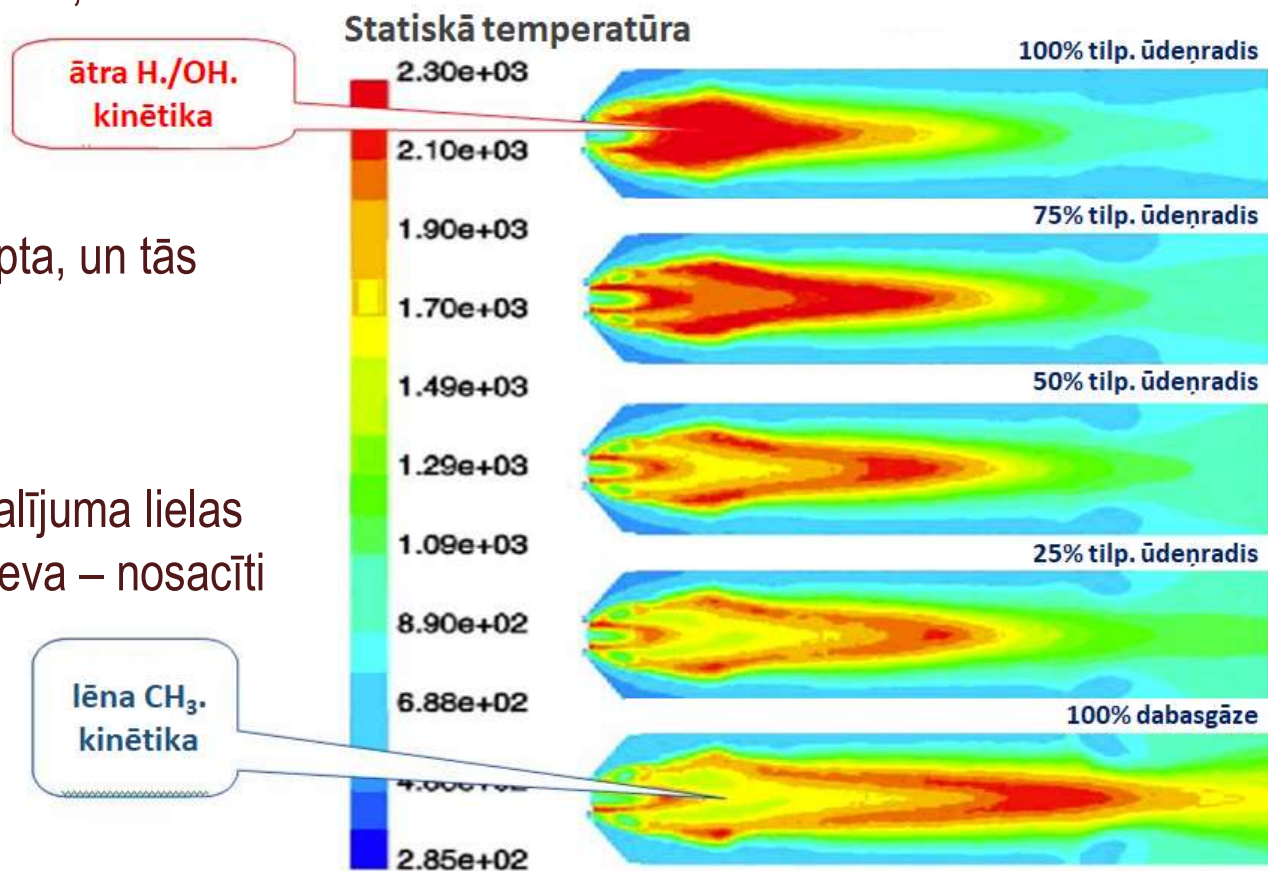 Statiskā temperatūra
ātra H./OH.
kinētika
2.30e+03
2.10e+03
1.90e+03
1.70e+03
1.49e+03
1.29e+03
1.09e+03
8.90e+02
6.88e+02
2.85e+02
100% tilp. ūdeņradis
75% tilp. ūdeņradis
50% tilp. ūdeņradis
25% tilp. ūdeņradis
100% dabasgāze
pta, un tās
alījuma lielas
eva – nosacīti
lēna CH₃.
kinētika